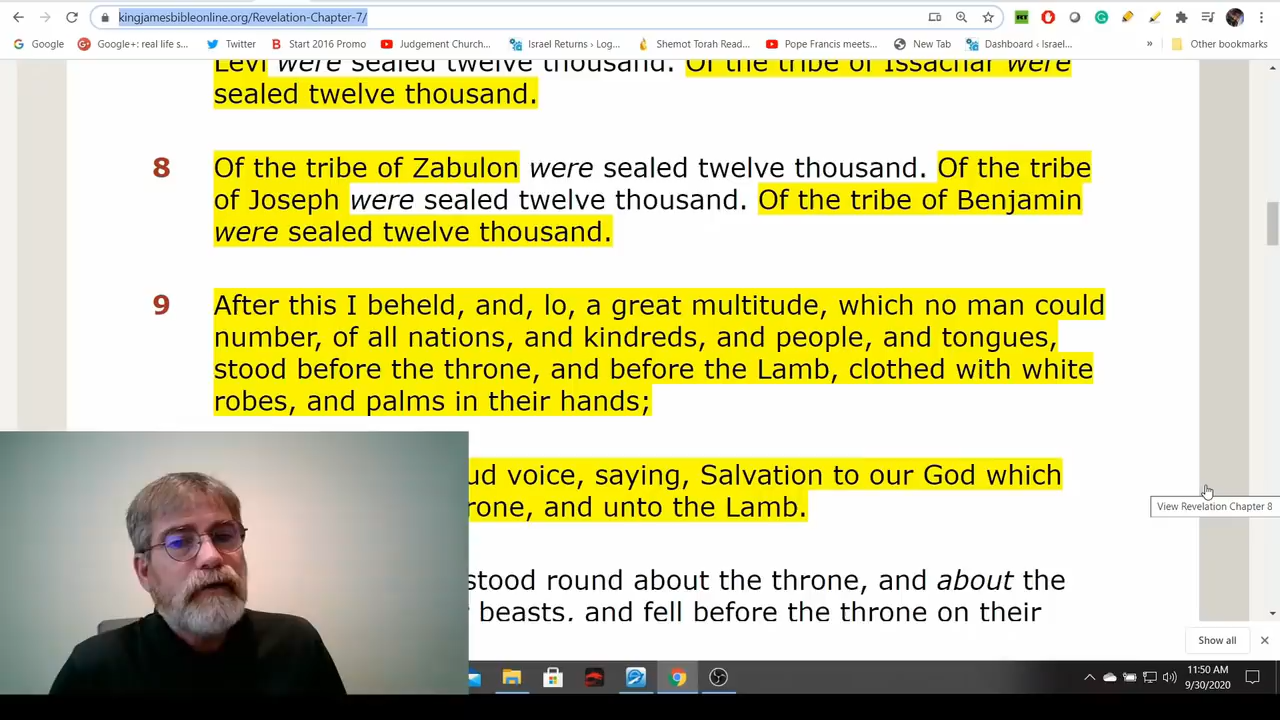 kingjamesbibleonline.org/Revelation-Chapter-7/
Google
Google+: real life s...
Twitter
Start 2016 Promo
Judgement Church...
Israel Returns › Log...
Shemot Torah Read...
Pope Francis meets...
New Tab
Dashboard ‹ Israel...
»
Other bookmarks
Levi were sealed twelve thousand. Of the tribe of Issachar were
sealed twelve thousand.
8 Of the tribe of Zabulon were sealed twelve thousand. Of the tribe
of Joseph were sealed twelve thousand. Of the tribe of Benjamin
were sealed twelve thousand.
9 After this I beheld, and, lo, a great multitude, which no man could
number, of all nations, and kindreds, and people, and tongues,
stood before the throne, and before the Lamb, clothed with white
robes, and palms in their hands;
ud voice, saying, Salvation to our God which
rone, and unto the Lamb.
View Revelation Chapter 8
stood round about the throne, and about the
beasts, and fell before the throne on their
Show all
11:50 AM
9/30/2020